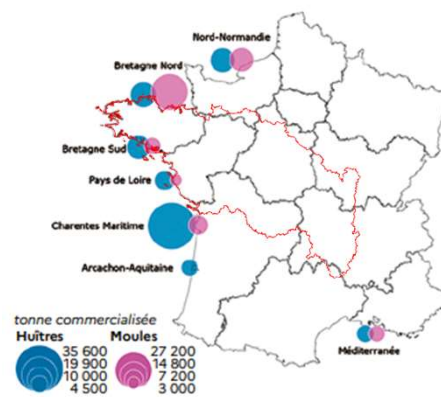 Nord-Normandie
Bretagne Nord
Bretagne Sud
Pays de Loire
Charentes Maritime
Arcachon-Aquitaine
Méditerranée
tonne commercialisée
Huîtres Moules
35 600 27 200
19 900 14 800
10 000 7 200
4 500 3 000